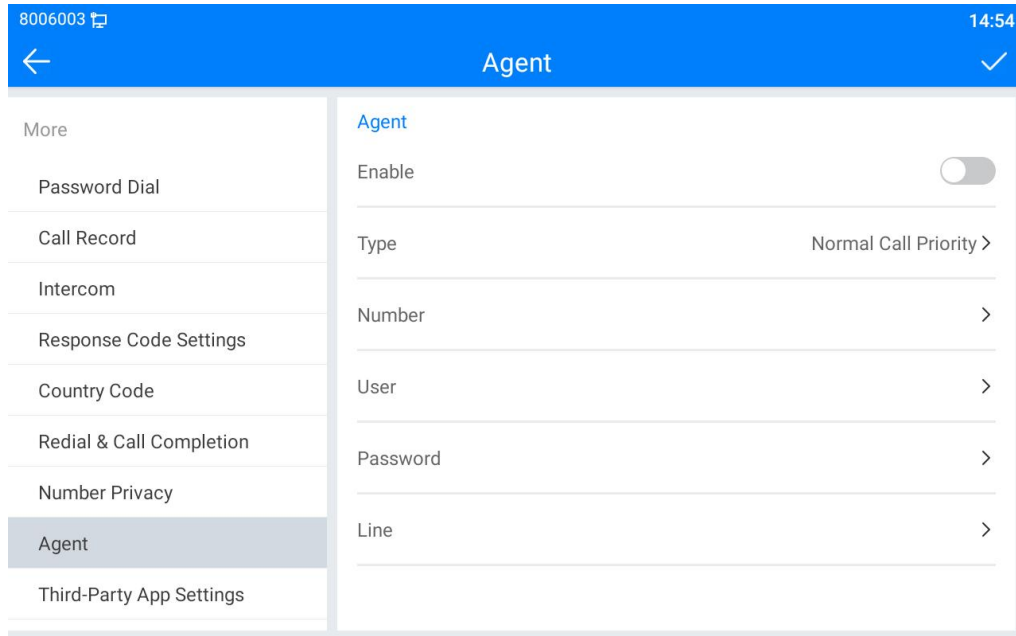 8006003 14:54
Agent
More
Password Dial
Call Record
Intercom
Response Code Settings
Country Code
Redial & Call Completion
Number Privacy
Agent
Third-Party App Settings
Agent
Enable
Type Normal Call Priority
Number
User
Password
Line